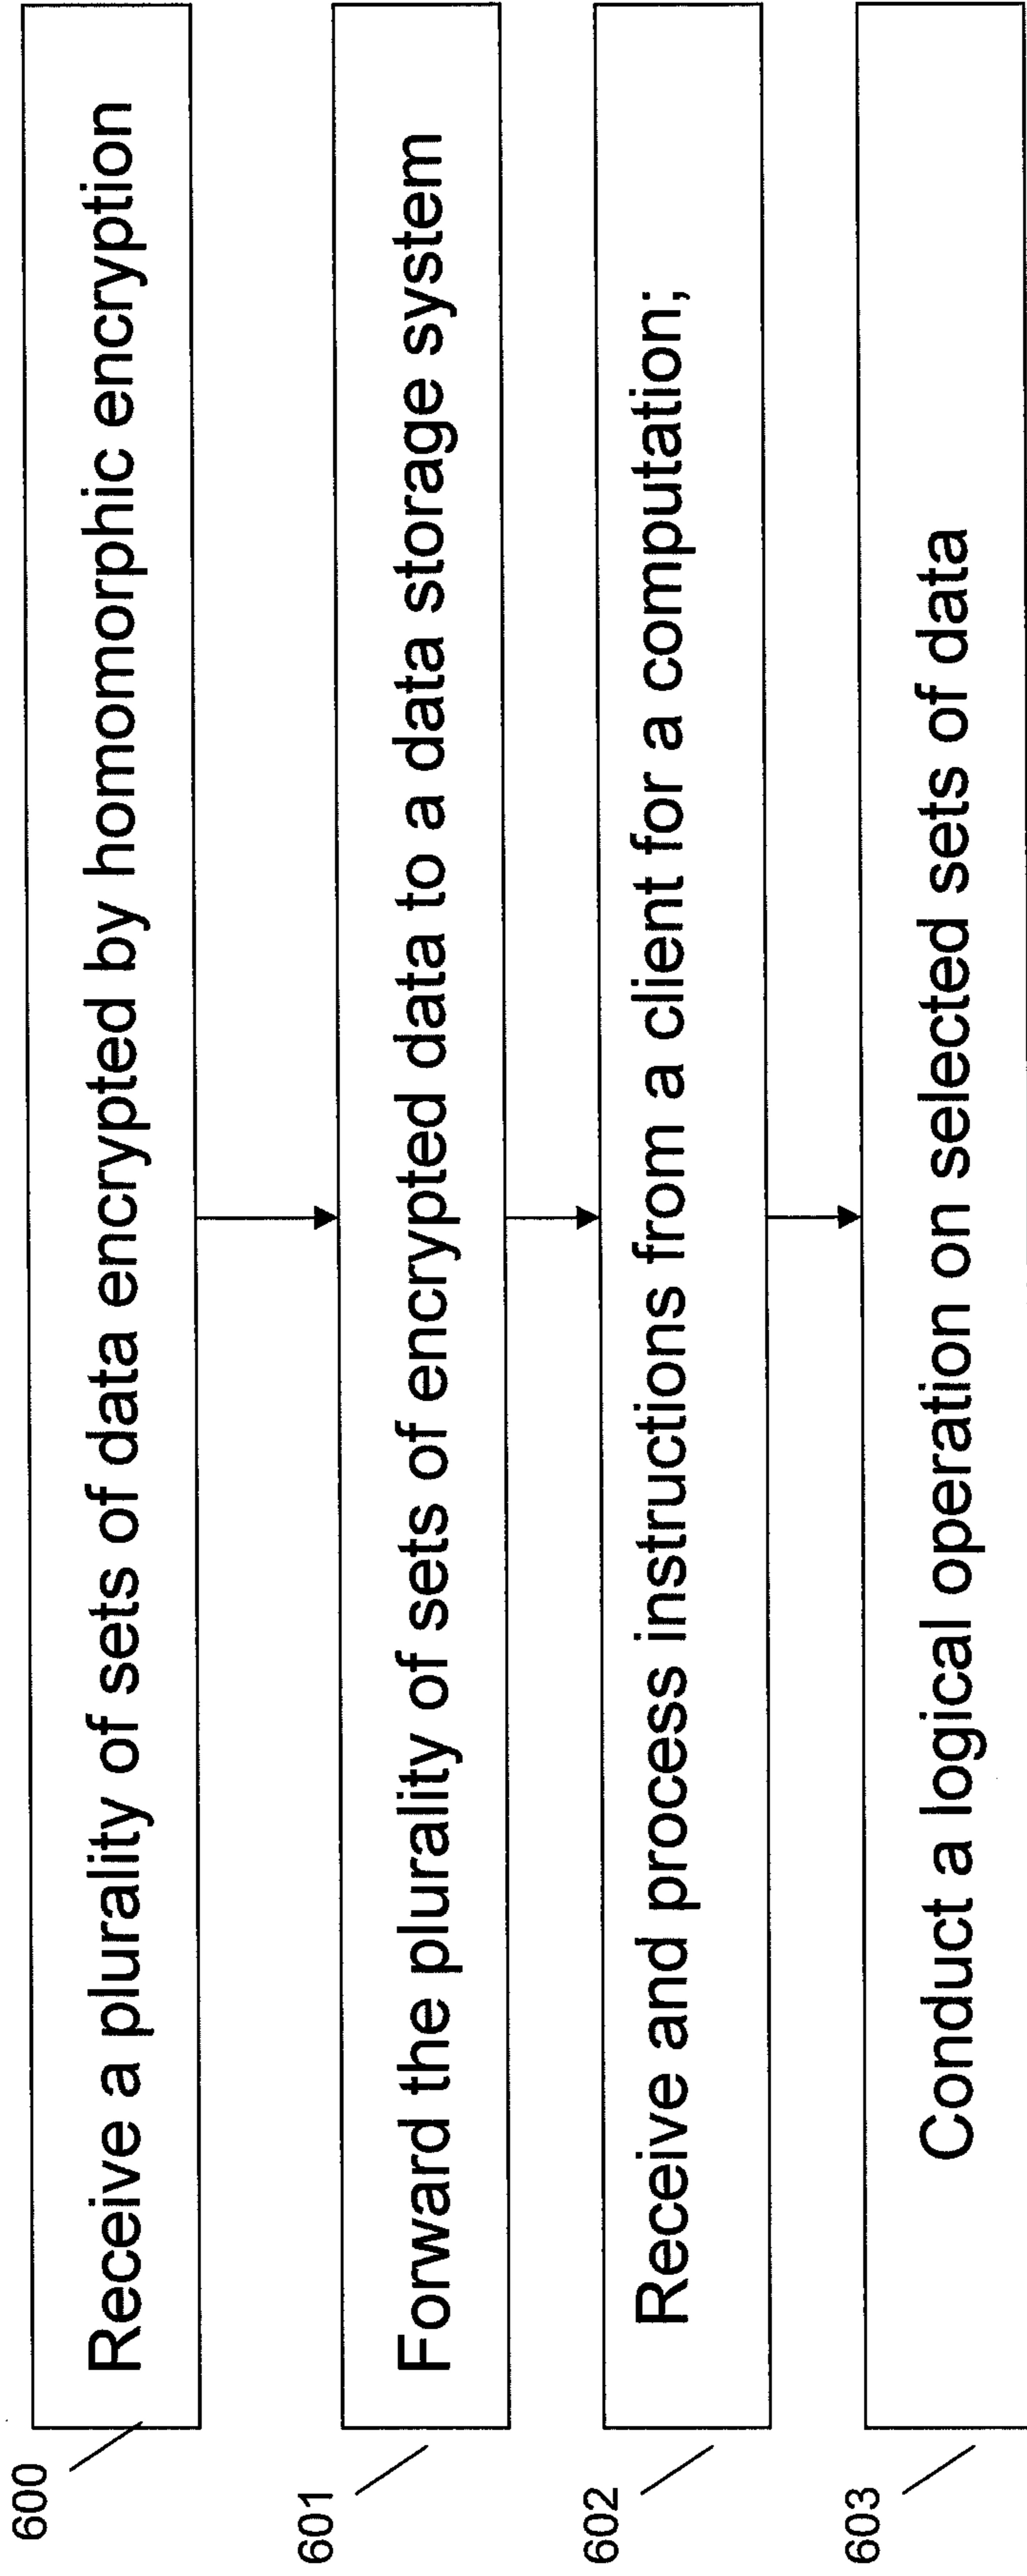 600
Receive a plurality of sets of data encrypted by homomorphic encryption
601
Forward the plurality of sets of encrypted data to a data storage system
602
Receive and process instructions from a client for a computation;
603
Conduct a logical operation on selected sets of data